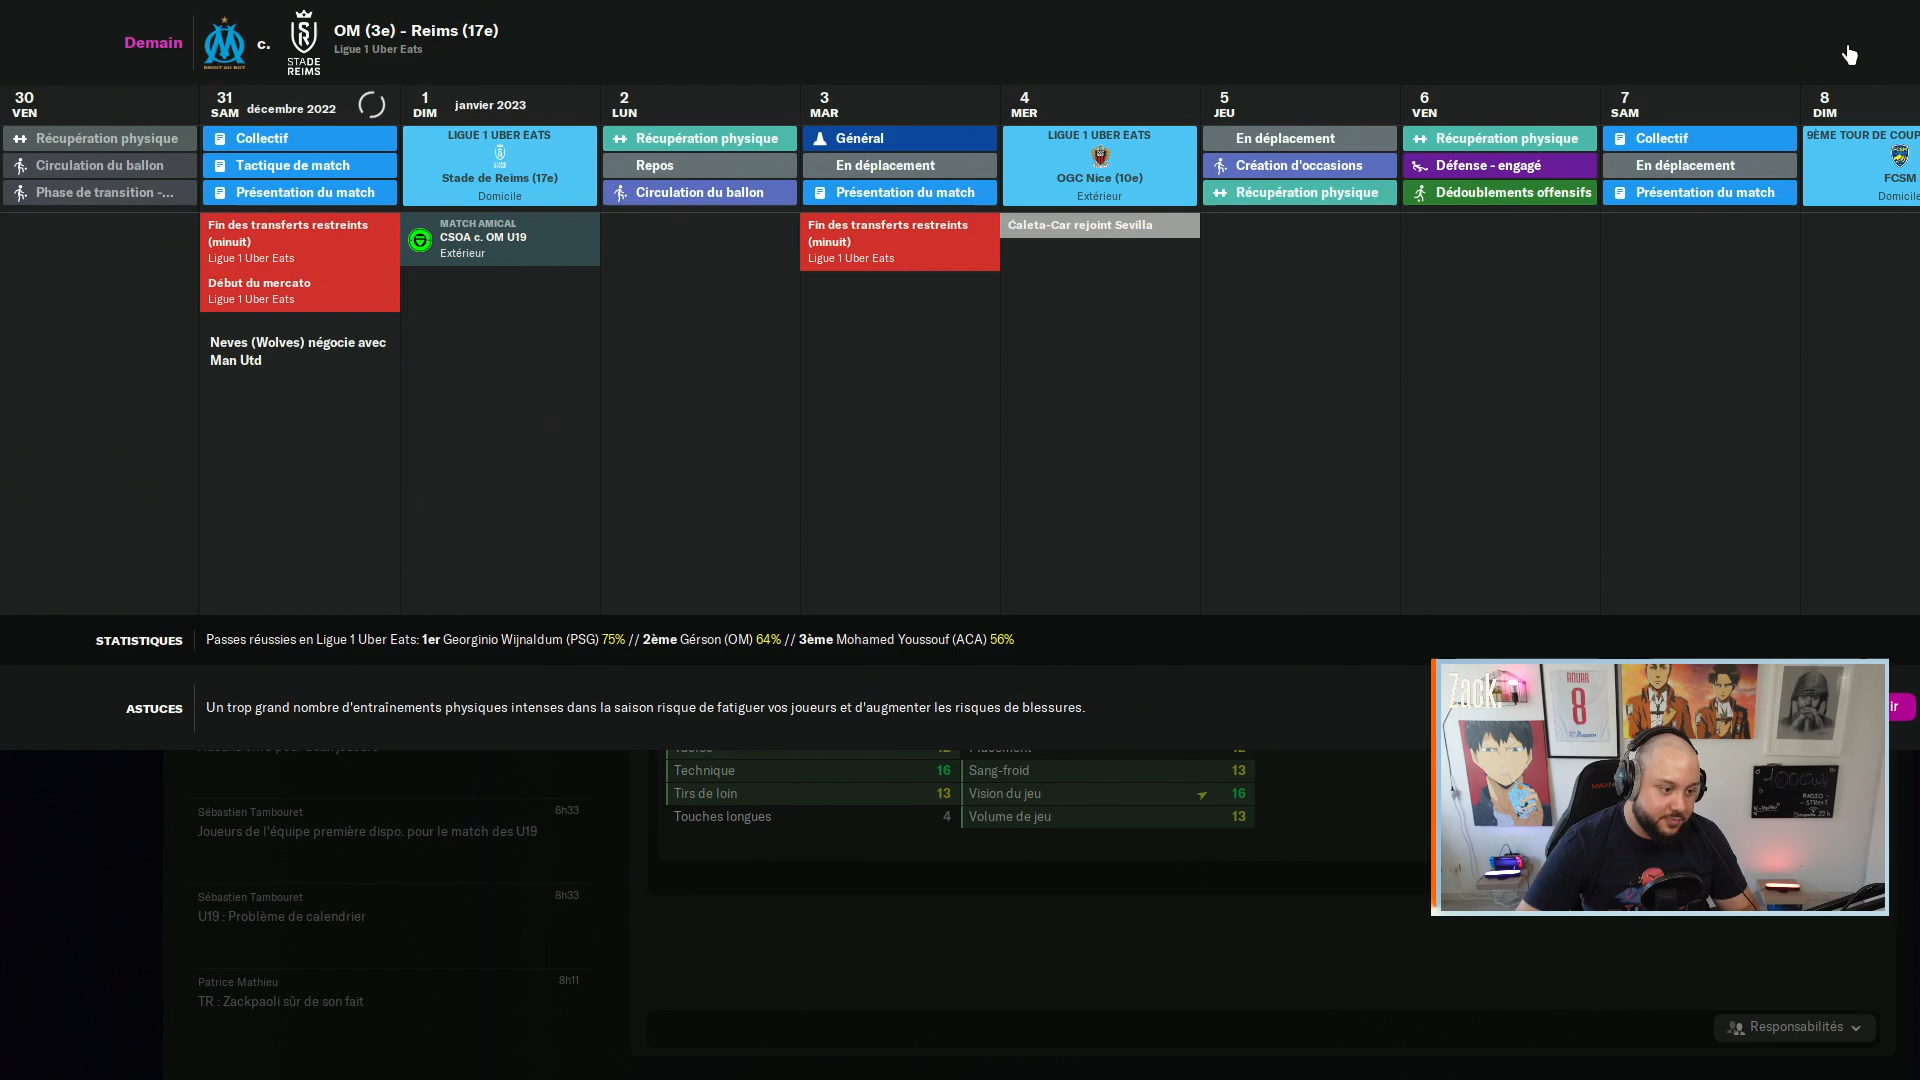 Demain
c.
STADE
REIMS
OM (3e) - Reims (17e)
Ligue 1 Uber Eats
30
VEN
31
SAM décembre 2022
1
DIM janvier 2023
2
LUN
3
MAR
4
MER
5
JEU
6
VEN
7
SAM
8
DIM
Récupération physique
Circulation du ballon
Phase de transition -...
Collectif
Tactique de match
Présentation du match
LIGUE 1 UBER EATS
Stade de Reims (17e)
Domicile
Récupération physique
Repos
Circulation du ballon
Général
En déplacement
Présentation du match
LIGUE 1 UBER EATS
OGC Nice (10e)
Extérieur
En déplacement
Création d'occasions
Récupération physique
Récupération physique
Défense - engagé
Dédoublements offensifs
Collectif
En déplacement
Présentation du match
9ÈME TOUR DE COUP
FCSM
Domicile
Fin des transferts restreints
(minuit)
Ligue 1 Uber Eats
Début du mercato
Ligue 1 Uber Eats
Neves (Wolves) négocie avec
Man Utd
MATCH AMICAL
CSOA c. OM U19
Extérieur
Fin des transferts restreints
(minuit)
Ligue 1 Uber Eats
Ćaleta-Car rejoint Sevilla
STATISTIQUES
Passes réussies en Ligue 1 Uber Eats: 1er Georginio Wijnaldum (PSG) 75% // 2ème Gérson (OM) 64% // 3ème Mohamed Youssouf (ACA) 56%
ASTUCES
Un trop grand nombre d'entraînements physiques intenses dans la saison risque de fatiguer vos joueurs et d'augmenter les risques de blessures.
ir
Technique 16
Tirs de loin 13
Touches longues 4
Sang-froid 13
Vision du jeu 16
Volume de jeu 13
Sébastien Tambouret 8h33
Joueurs de l'équipe première dispo. pour le match des U19
Sébastien Tambouret 8h33
U19 : Problème de calendrier
Patrice Mathieu 8h11
TR : Zackpaoli sûr de son fait
Zack.
AOUAR
8
RADIO
STREET
Responsabilités